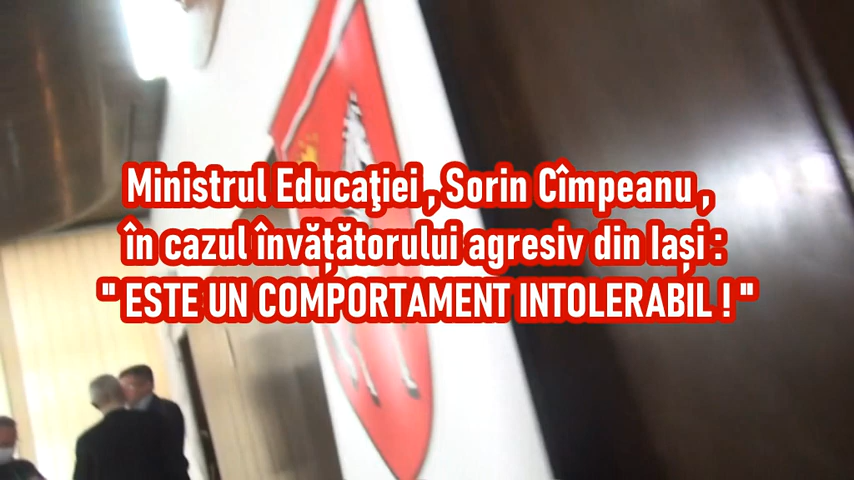 Ministrul Educaţiei , Sorin Cîmpeanu ,
în cazul învățătorului agresiv din Iași :
" ESTE UN COMPORTAMENT INTOLERABIL ! "